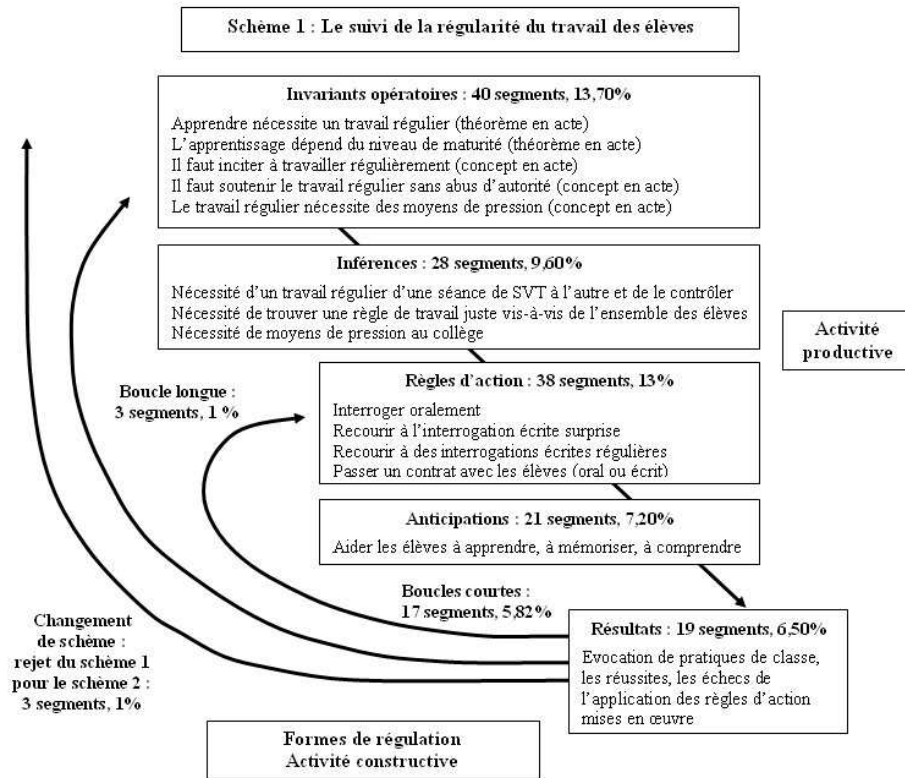 Schème 1 : Le suivi de la régularité du travail des élèves
Invariants opératoires : 40 segments, 13,70%
Apprendre nécessite un travail régulier (théorème en acte)
L'apprentissage dépend du niveau de maturité (théorème en acte)
Il faut inciter à travailler régulièrement (concept en acte)
Il faut soutenir le travail régulier sans abus d'autorité (concept en acte)
Le travail régulier nécessite des moyens de pression (concept en acte)
Inférences : 28 segments, 9,60%
Nécessité d'un travail régulier d'une séance de SVT à l'autre et de le contrôler
Nécessité de trouver une règle de travail juste vis-à-vis de l'ensemble des élèves
Nécessité de moyens de pression au collège
Activité
productive
Boucle longue :
3 segments, 1 %
Règles d'action : 38 segments, 13%
Interroger oralement
Recourir à l'interrogation écrite surprise
Recourir à des interrogations écrites régulières
Passer un contrat avec les élèves (oral ou écrit)
Anticipations : 21 segments, 7,20%
Aider les élèves à apprendre, à mémoriser, à comprendre
Boucles courtes :
17 segments, 5,82%
Changement
de schème :
rejet du schème 1
pour le schème 2 :
3 segments, 1%
Résultats : 19 segments, 6,50%
Evocation de pratiques de classe,
les réussites, les échecs de
l'application des règles d'action
mises en œuvre
Formes de régulation
Activité constructive